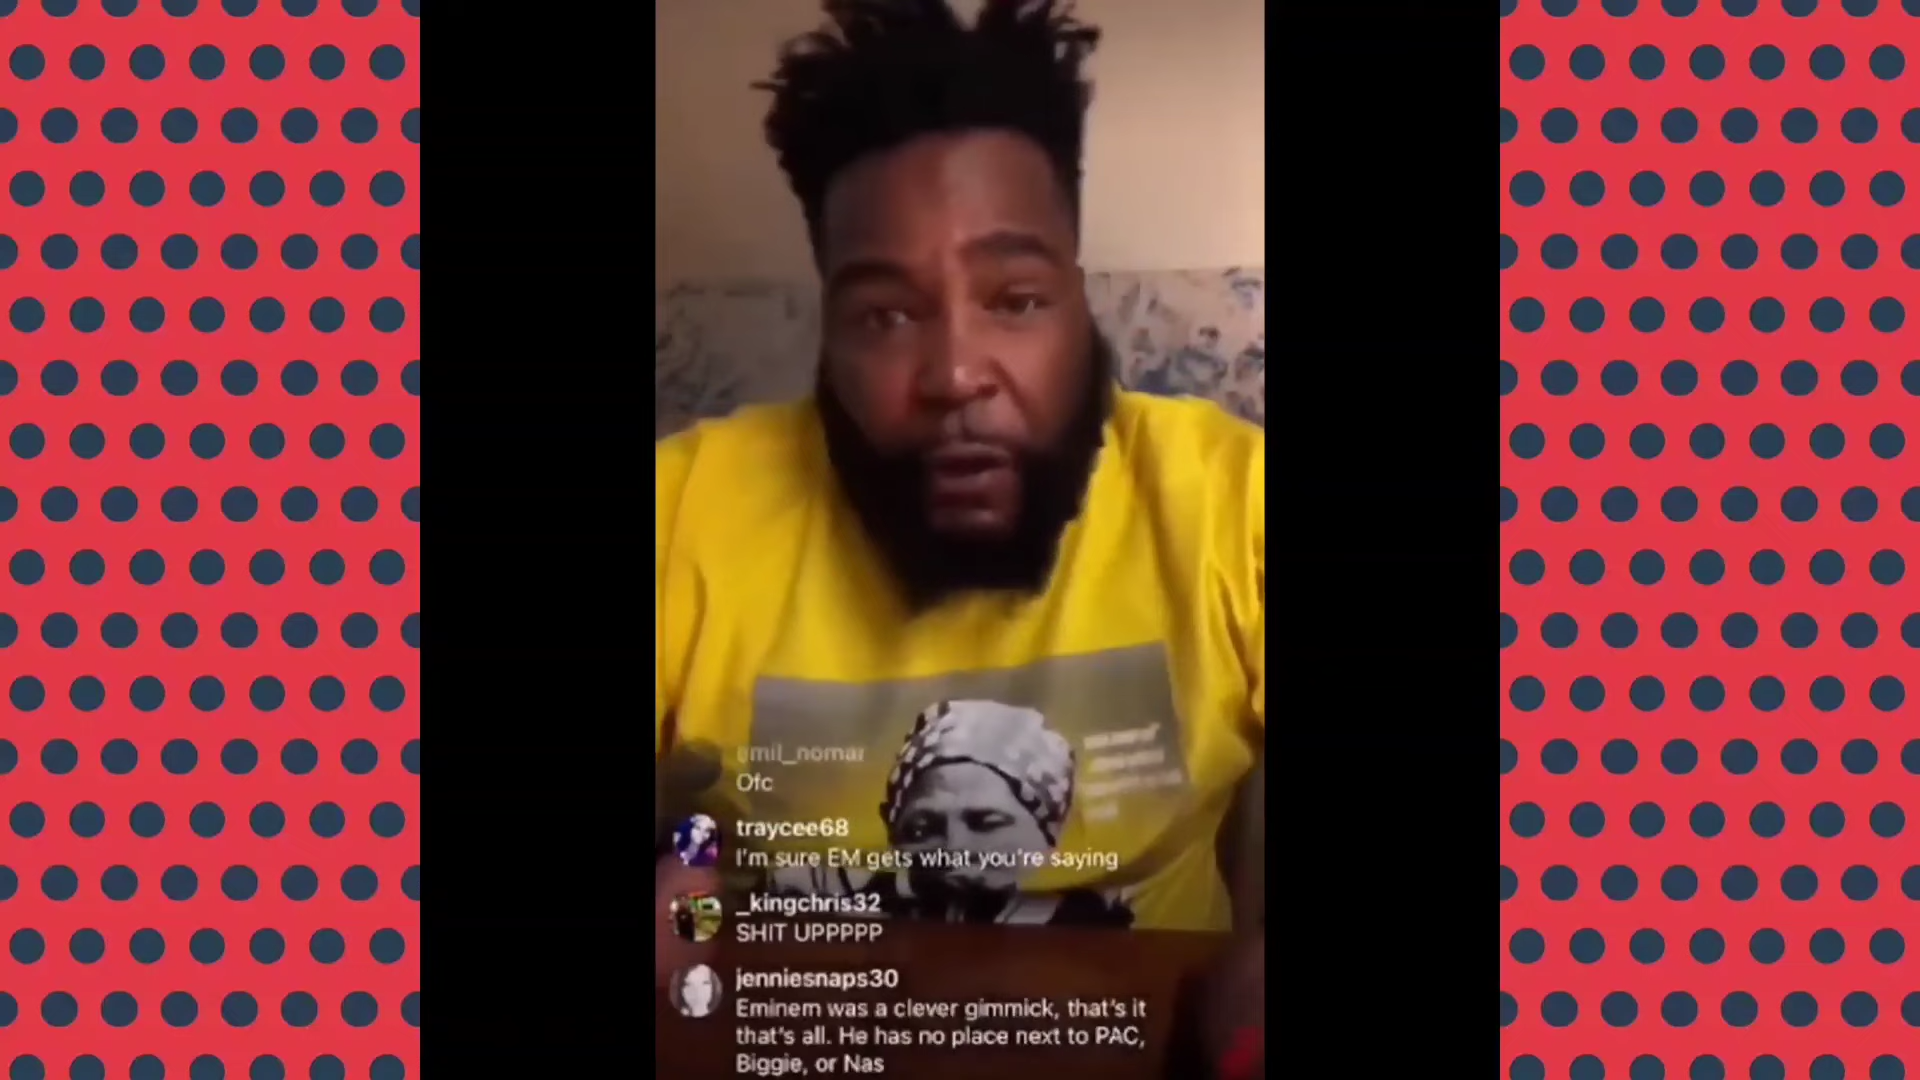 emil_nomar
Ofc
traycee68
I'm sure EM gets what you're saying
_kingchris32
SHIT UPPPPP
jenniesnaps30
Eminem was a clever gimmick, that's it
that's all. He has no place next to PAC,
Biggie, or Nas